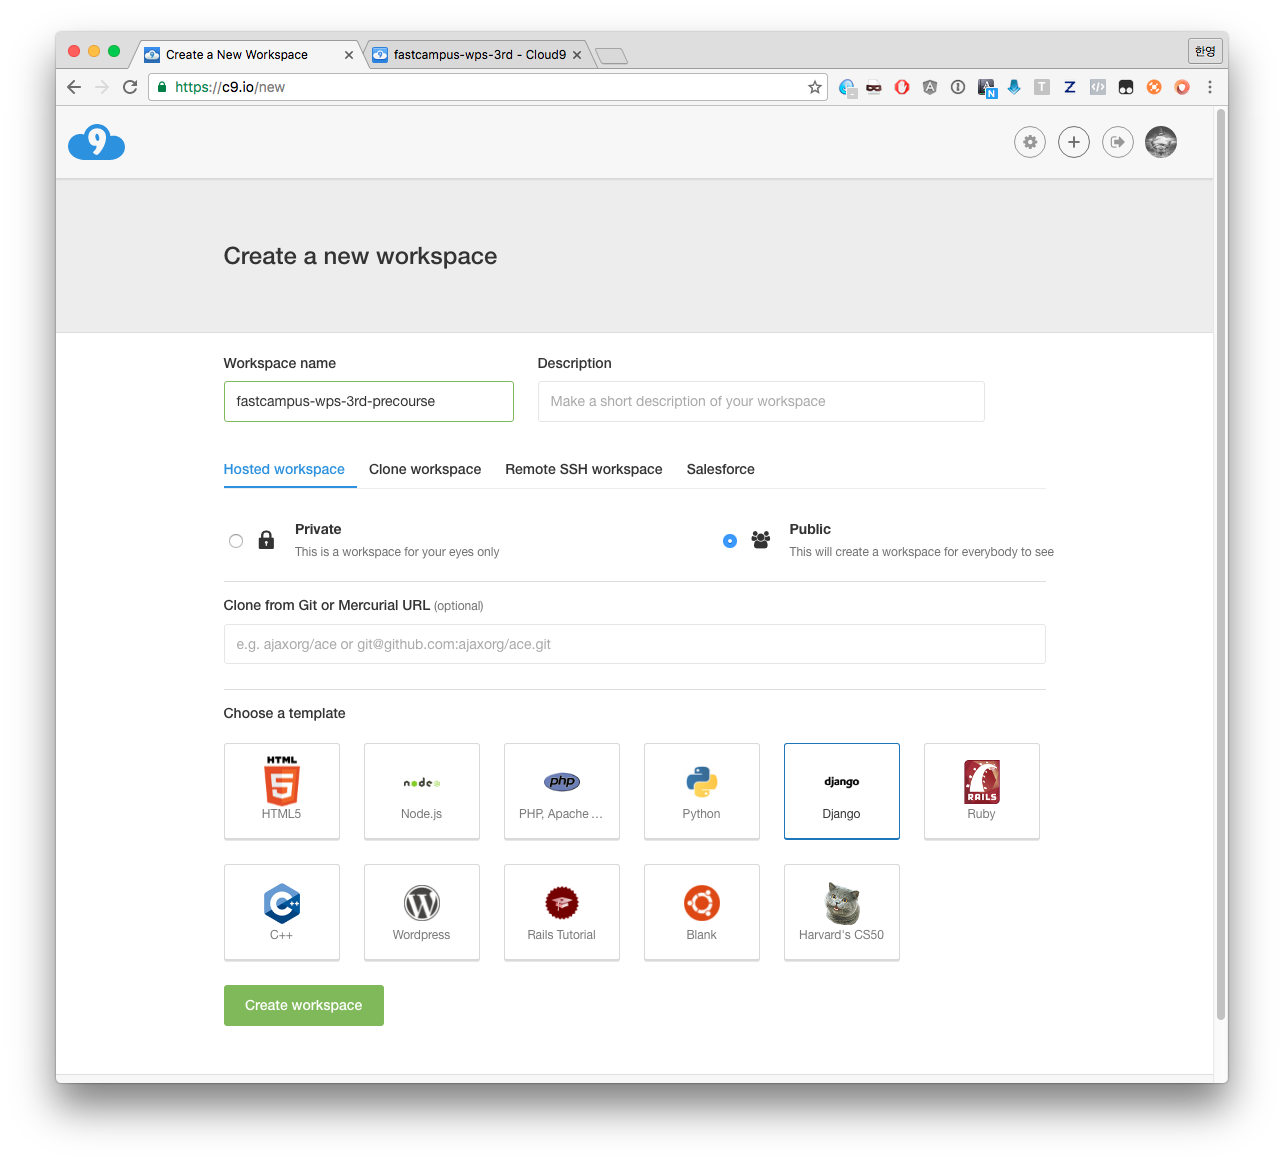 Create a New Workspace
fastcampus-wps-3rd - Cloud9
한영
https://c9.io/new
9
Create a new workspace
Workspace name
Description
fastcampus-wps-3rd-precourse
Make a short description of your workspace
Hosted workspace
Clone workspace
Remote SSH workspace
Salesforce
Private
This is a workspace for your eyes only
Public
This will create a workspace for everybody to see
Clone from Git or Mercurial URL (optional)
e.g. ajaxorg/ace or git@github.com:ajaxorg/ace.git
Choose a template
HTML
5
HTML5
node
Node.js
php
PHP, Apache ...
Python
django
Django
RAILS
Ruby
C++
C++
W
Wordpress
Rails Tutorial
Blank
Harvard's CS50
Create workspace